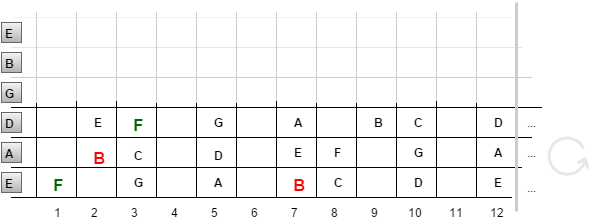 E
B
G
D E F G A B C D ...
A B C D E F G A ...
E F G A B C D E ...
1 2 3 4 5 6 7 8 9 10 11 12